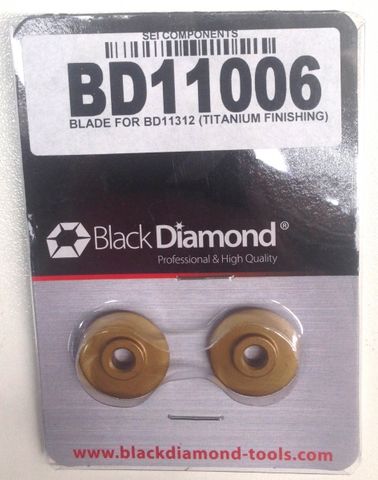 SEI COMPONENTS
BD11006
BLADE FOR BD11312 (TITANIUM FINISHING)
Black Diamond®
Professional & High Quality
www.blackdiamond-tools.com